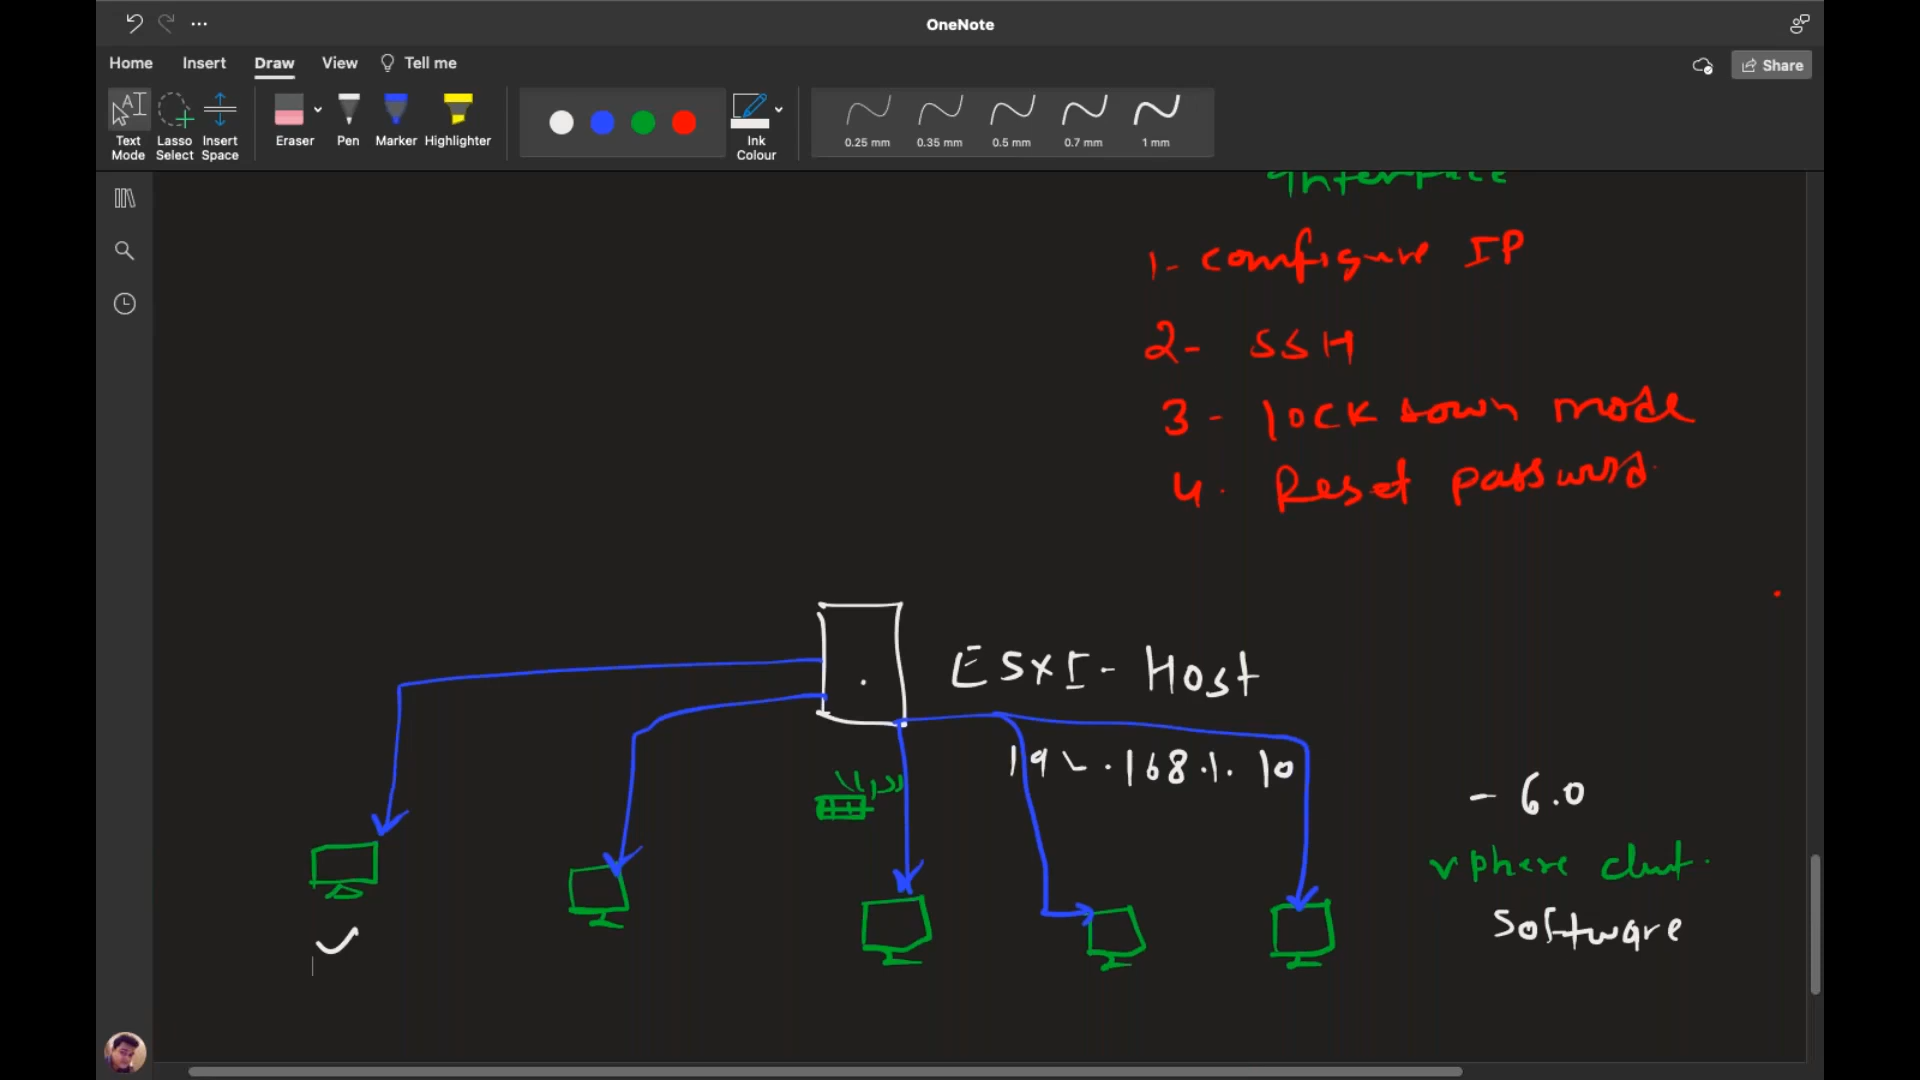 OneNote
Home Insert Draw View Tell me
Share
Text Mode
Lasso Select
Insert Space
Eraser
Pen
Marker
Highlighter
Ink Colour
0.25 mm
0.35 mm
0.5 mm
0.7 mm
1 mm
interface
1- configure IP
2- SSH
3- lock down mode
4. Reset password
ESXI-Host
192.168.1.10
- 6.0
vphere
Software